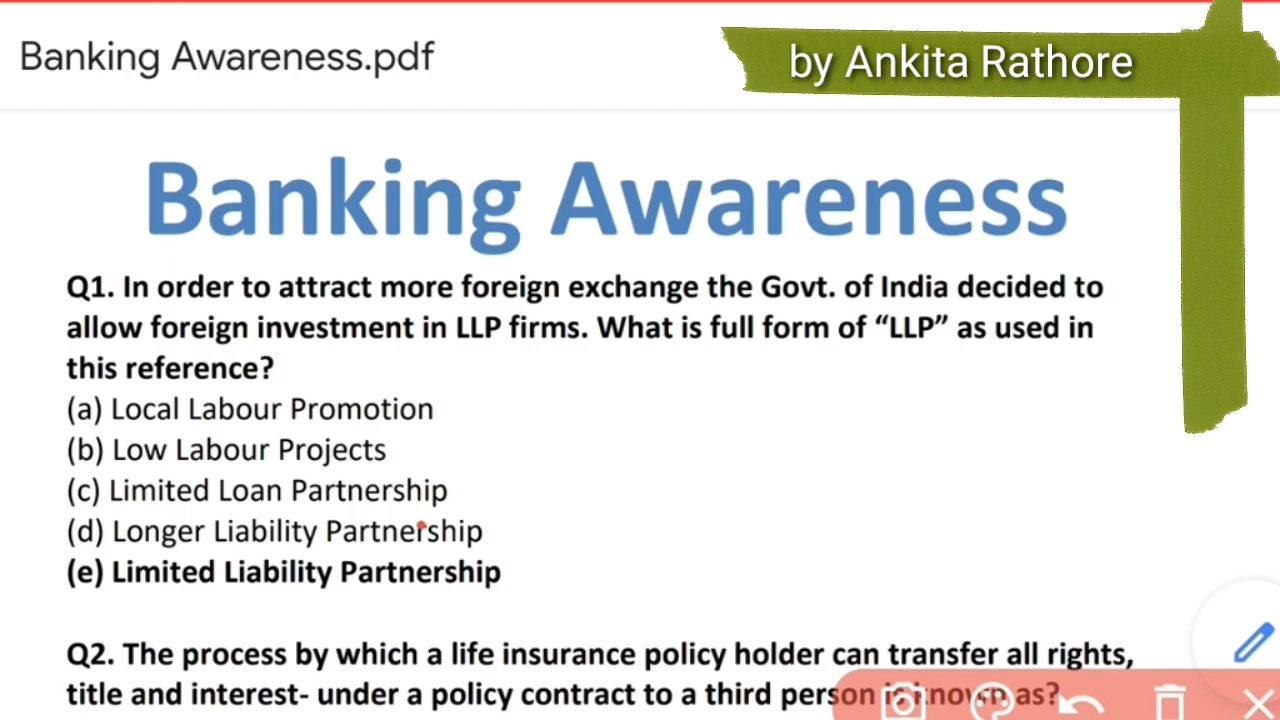 Banking Awareness.pdf
by Ankita Rathore
Banking Awareness
Q1. In order to attract more foreign exchange the Govt. of India decided to
allow foreign investment in LLP firms. What is full form of “LLP” as used in
this reference?
(a) Local Labour Promotion
(b) Low Labour Projects
(c) Limited Loan Partnership
(d) Longer Liability Partnership
(e) Limited Liability Partnership
Q2. The process by which a life insurance policy holder can transfer all rights,
title and interest- under a policy contract to a third person is known as?